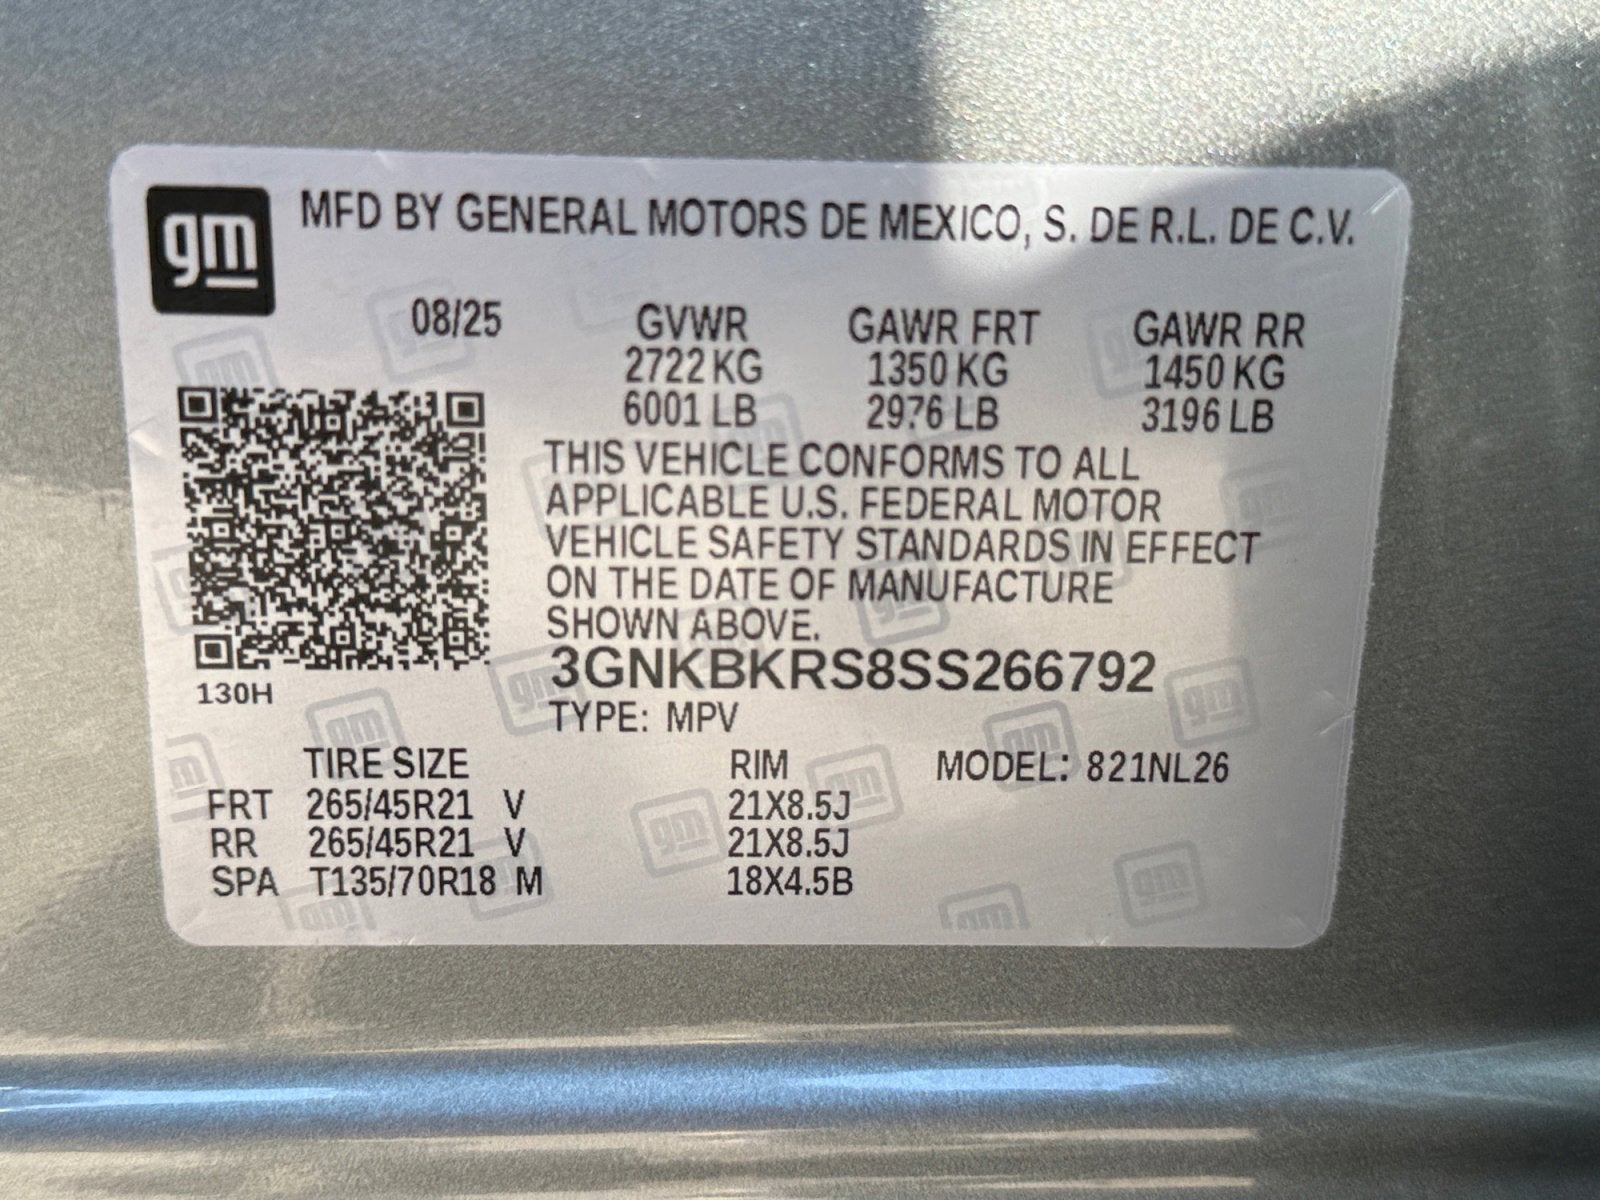 gm
MFD BY GENERAL MOTORS DE MEXICO, S. DE R.L. DE C.V.
08/25 GVWR GAWR FRT GAWR RR
2722 KG 1350 KG 1450 KG
6001 LB 2976 LB 3196 LB
THIS VEHICLE CONFORMS TO ALL
APPLICABLE U.S. FEDERAL MOTOR
VEHICLE SAFETY STANDARDS IN EFFECT
ON THE DATE OF MANUFACTURE
SHOWN ABOVE.
3GNKBKRS8SS266792
130H
TYPE: MPV
TIRE SIZE RIM MODEL: 821NL26
FRT 265/45R21 V 21X8.5J
RR 265/45R21 V 21X8.5J
SPA T135/70R18 M 18X4.5B